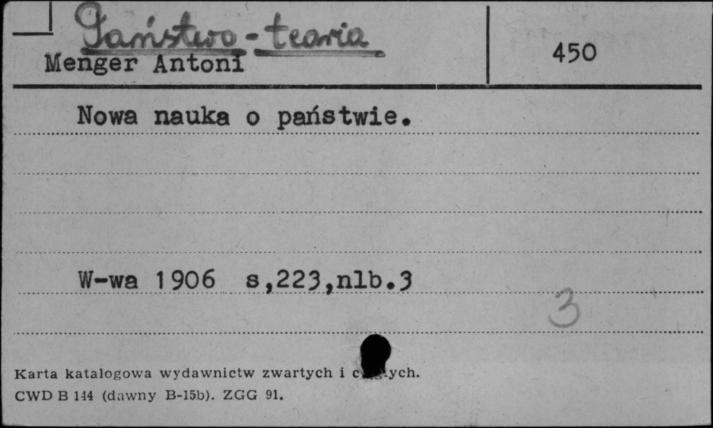 Państwo - teoria
Menger Antoni
450
Nowa nauka o państwie.
W-wa 1906 s,223,nlb.3
3
Karta katalogowa wydawnictw zwartych i
CWD B 144 (dawny B-15b). ZGG 91.